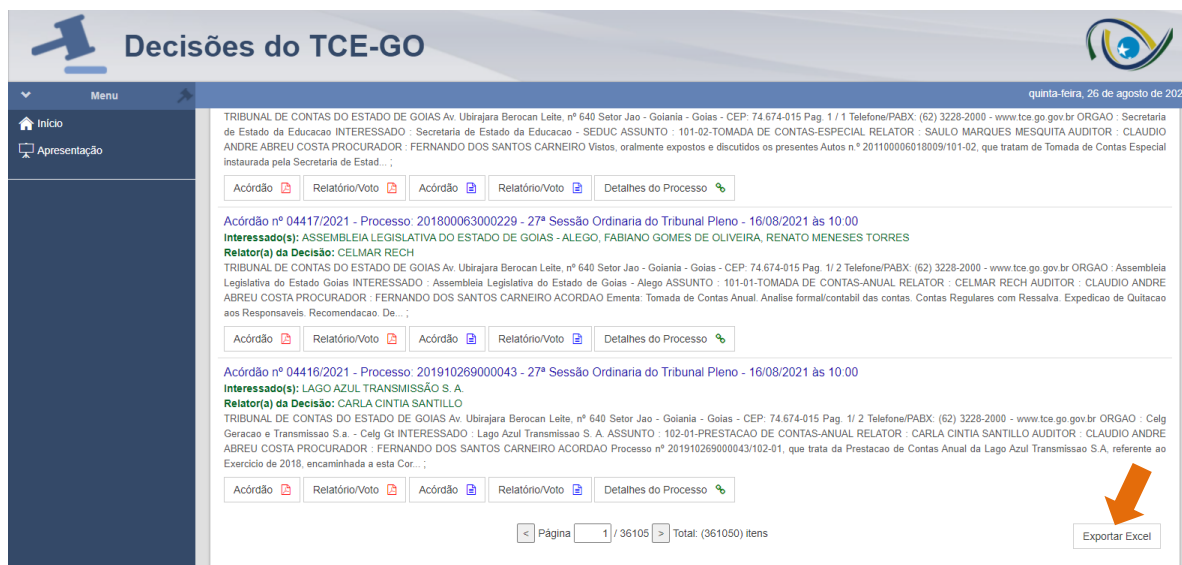 Decisões do TCE-GO
Menu
quinta-feira, 26 de agosto de 202
Início
Apresentação
TRIBUNAL DE CONTAS DO ESTADO DE GOIAS Av. Ubirajara Berocan Leite, nº 640 Setor Jao - Goiania - Goias - CEP: 74.674-015 Pag. 1 / 1 Telefone/PABX: (62) 3228-2000 - www.tce.go.gov.br ORGAO : Secretaria
de Estado da Educacao INTERESSADO : Secretaria de Estado da Educacao - SEDUC ASSUNTO : 101-02-TOMADA DE CONTAS-ESPECIAL RELATOR : SAULO MARQUES MESQUITA AUDITOR : CLAUDIO
ANDRE ABREU COSTA PROCURADOR : FERNANDO DOS SANTOS CARNEIRO Vistos, oralmente expostos e discutidos os presentes Autos n.º 201100006018009/101-02, que tratam de Tomada de Contas Especial
instaurada pela Secretaria de Estad... ;
Acórdão Relatório/Voto Acórdão Relatório/Voto Detalhes do Processo
Acórdão nº 04417/2021 - Processo: 201800063000229 - 27ª Sessão Ordinaria do Tribunal Pleno - 16/08/2021 às 10:00
Interessado(s): ASSEMBLEIA LEGISLATIVA DO ESTADO DE GOIAS - ALEGO, FABIANO GOMES DE OLIVEIRA, RENATO MENESES TORRES
Relator(a) da Decisão: CELMAR RECH
TRIBUNAL DE CONTAS DO ESTADO DE GOIAS Av. Ubirajara Berocan Leite, nº 640 Setor Jao - Goiania - Goias - CEP: 74.674-015 Pag. 1/ 2 Telefone/PABX: (62) 3228-2000 - www.tce.go.gov.br ORGAO : Assembleia
Legislativa do Estado Goias INTERESSADO : Assembleia Legislativa do Estado de Goias - Alego ASSUNTO : 101-01-TOMADA DE CONTAS-ANUAL RELATOR : CELMAR RECH AUDITOR : CLAUDIO ANDRE
ABREU COSTA PROCURADOR : FERNANDO DOS SANTOS CARNEIRO ACORDAO Ementa: Tomada de Contas Anual. Analise formal/contabil das contas. Contas Regulares com Ressalva. Expedicao de Quitacao
aos Responsaveis. Recomendacao. De... ;
Acórdão Relatório/Voto Acórdão Relatório/Voto Detalhes do Processo
Acórdão nº 04416/2021 - Processo: 201910269000043 - 27ª Sessão Ordinaria do Tribunal Pleno - 16/08/2021 às 10:00
Interessado(s): LAGO AZUL TRANSMISSÃO S. A.
Relator(a) da Decisão: CARLA CINTIA SANTILLO
TRIBUNAL DE CONTAS DO ESTADO DE GOIAS Av. Ubirajara Berocan Leite, nº 640 Setor Jao - Goiania - Goias - CEP: 74.674-015 Pag. 1/ 2 Telefone/PABX: (62) 3228-2000 - www.tce.go.gov.br ORGAO : Celg
Geracao e Transmissao S.a. - Celg Gt INTERESSADO : Lago Azul Transmissao S. A. ASSUNTO : 102-01-PRESTACAO DE CONTAS-ANUAL RELATOR : CARLA CINTIA SANTILLO AUDITOR : CLAUDIO ANDRE
ABREU COSTA PROCURADOR : FERNANDO DOS SANTOS CARNEIRO ACORDAO Processo nº 201910269000043/102-01, que trata da Prestacao de Contas Anual da Lago Azul Transmissao S.A, referente ao
Exercicio de 2018, encaminhada a esta Cor... ;
Acórdão Relatório/Voto Acórdão Relatório/Voto Detalhes do Processo
< Página 1 / 36105 > Total: (361050) itens
Exportar Excel